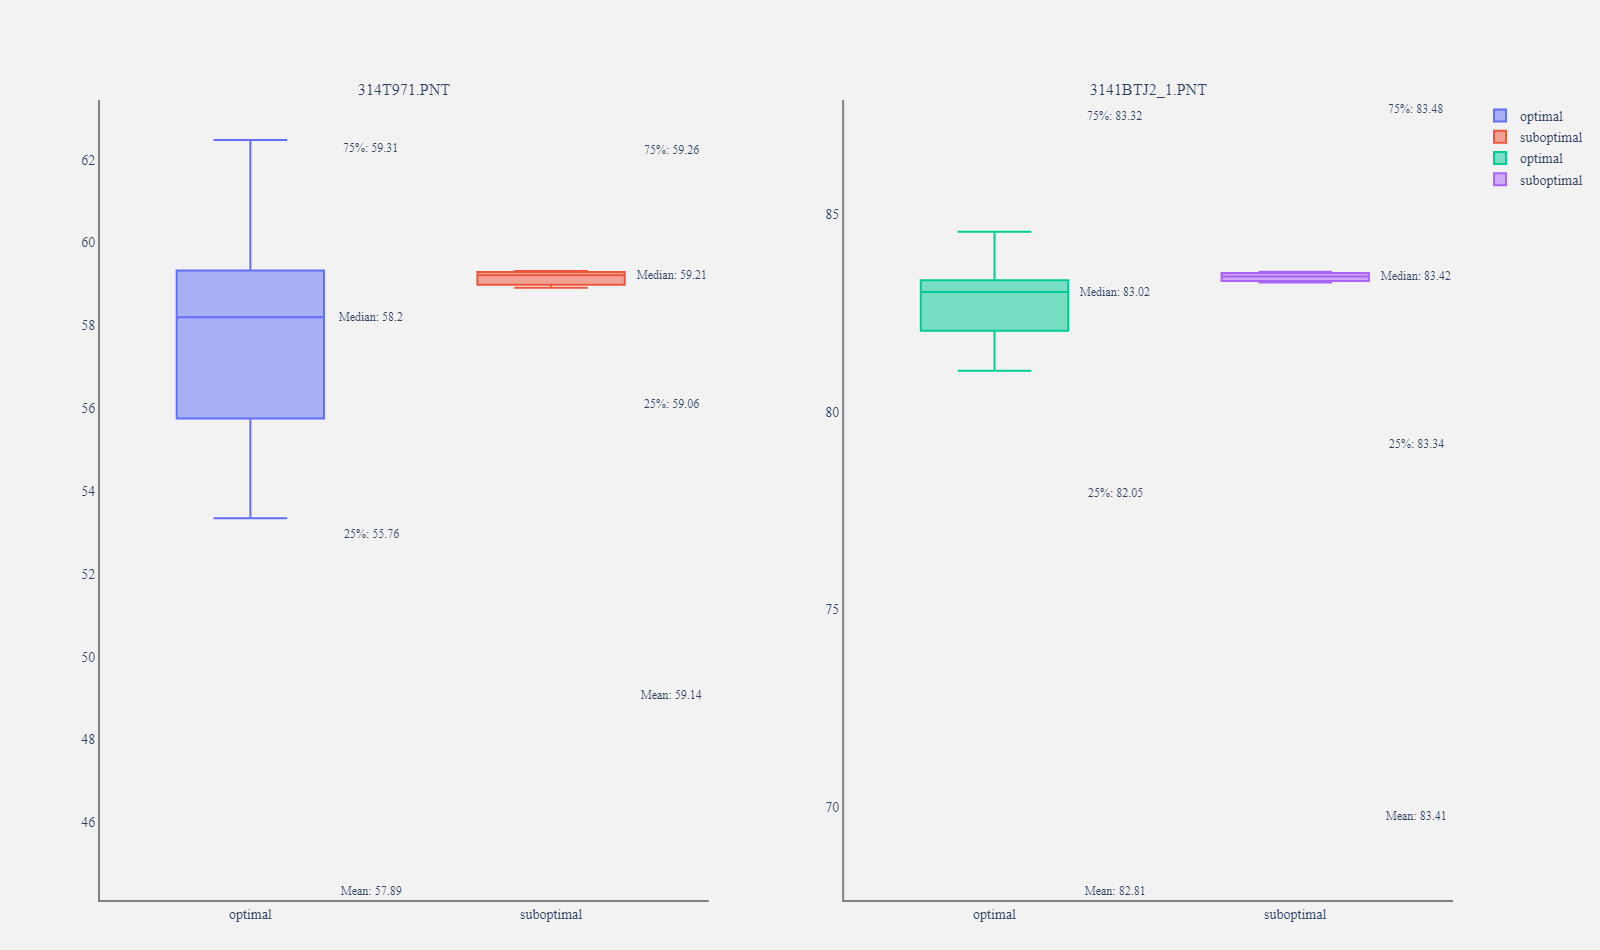 314T971.PNT
62
60
58
56
54
52
50
48
46
75%: 59.31
75%: 59.26
Median: 59.21
Median: 58.2
25%: 59.06
25%: 55.76
Mean: 59.14
Mean: 57.89
optimal
suboptimal
3141BTJ2_1.PNT
85
80
75
70
75%: 83.32
75%: 83.48
Median: 83.42
Median: 83.02
25%: 83.34
25%: 82.05
Mean: 83.41
Mean: 82.81
optimal
suboptimal
optimal
suboptimal
optimal
suboptimal